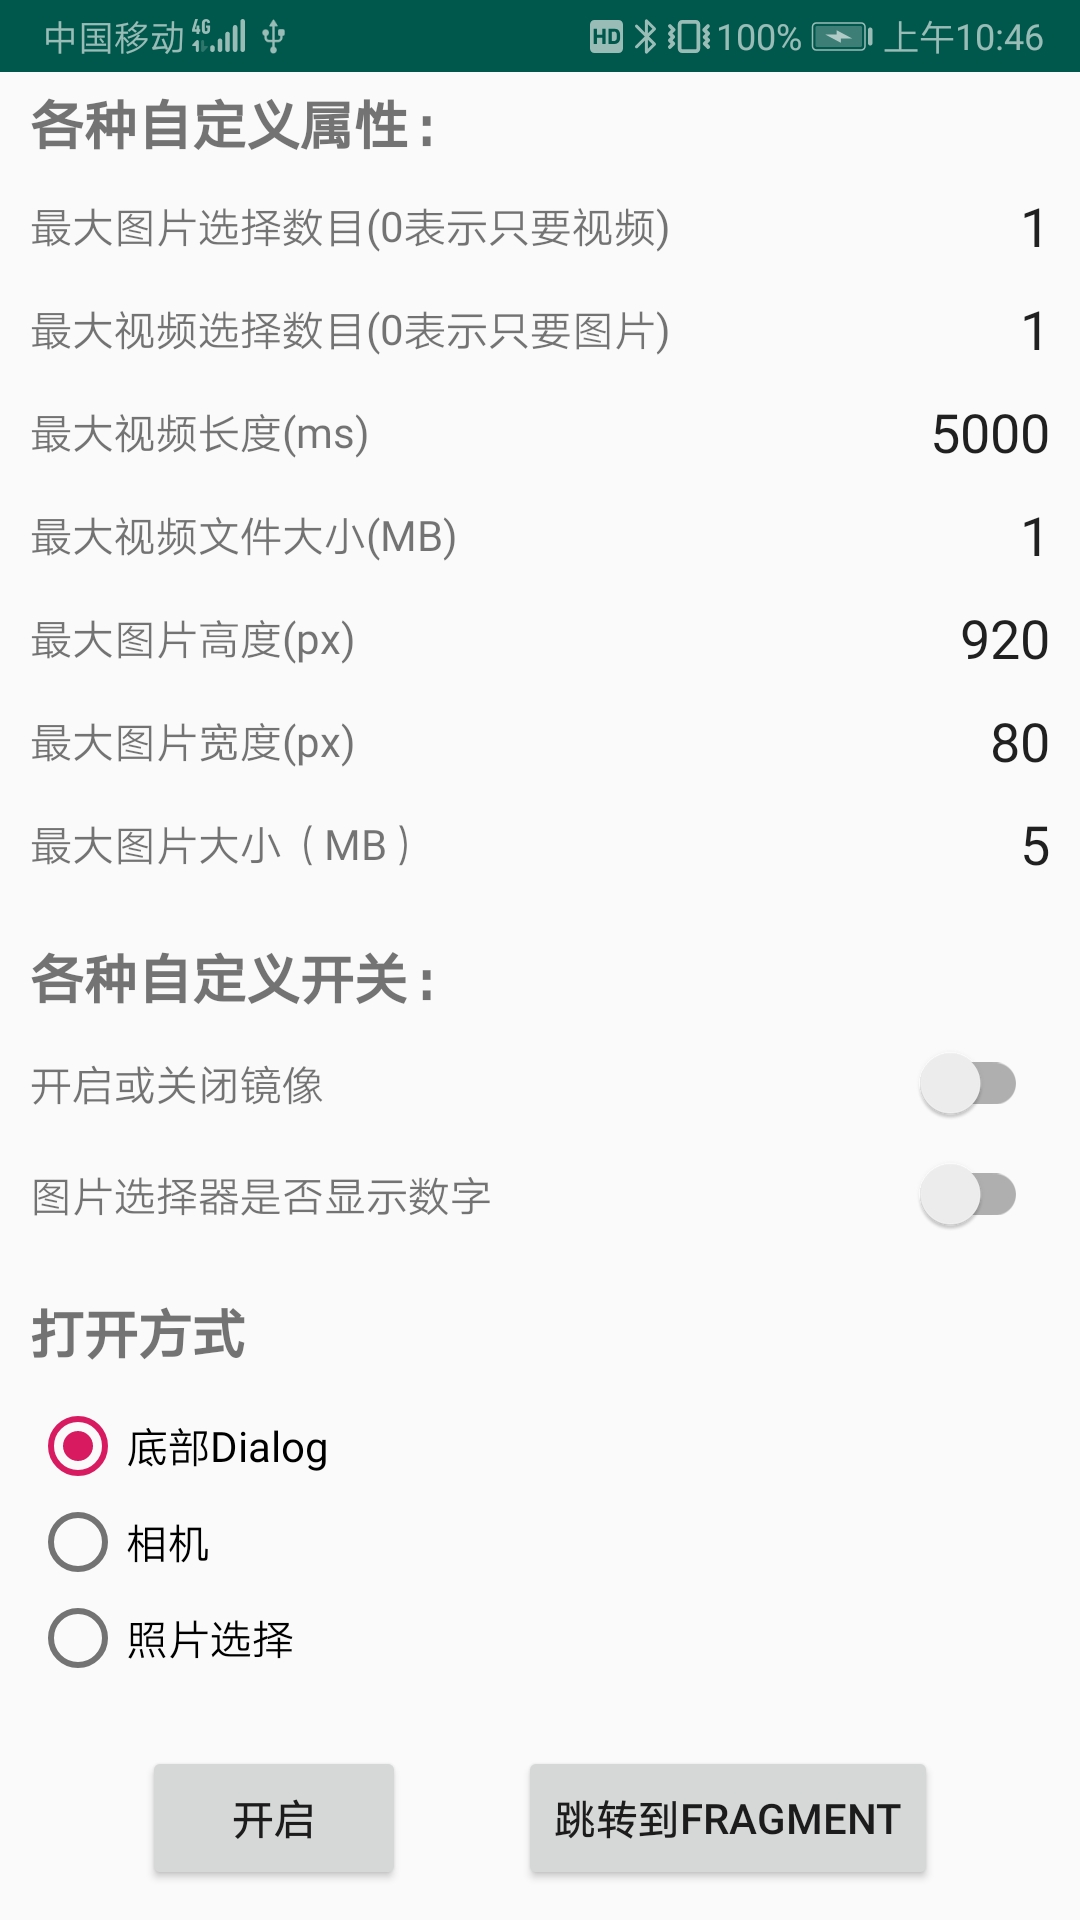 中国移动 4G HD 100% 上午10:46
各种自定义属性：
最大图片选择数目(0表示只要视频) 1
最大视频选择数目(0表示只要图片) 1
最大视频长度(ms) 5000
最大视频文件大小(MB) 1
最大图片高度(px) 920
最大图片宽度(px) 80
最大图片大小（MB） 5
各种自定义开关：
开启或关闭镜像
图片选择器是否显示数字
打开方式
底部Dialog
相机
照片选择
开启 跳转到FRAGMENT